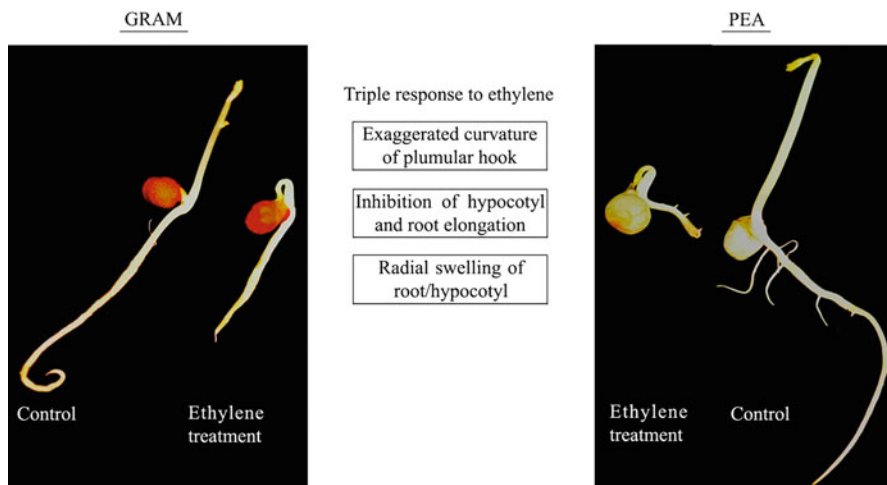 GRAM
PEA
Triple response to ethylene
Exaggerated curvature
of plumular hook
Inhibition of hypocotyl
and root elongation
Radial swelling of
root/hypocotyl
Control
Ethylene
treatment
Ethylene
treatment
Control